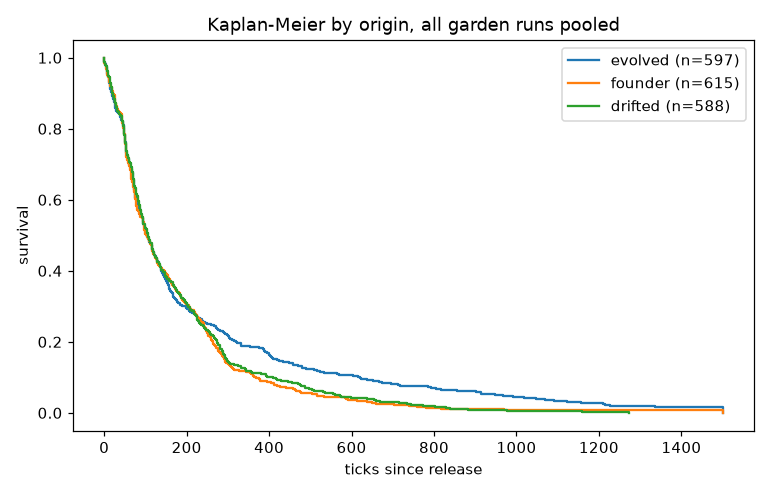 Kaplan-Meier by origin, all garden runs pooled
evolved (n=597)
founder (n=615)
drifted (n=588)
survival
1.0
0.8
0.6
0.4
0.2
0.0
0 200 400 600 800 1000 1200 1400
ticks since release